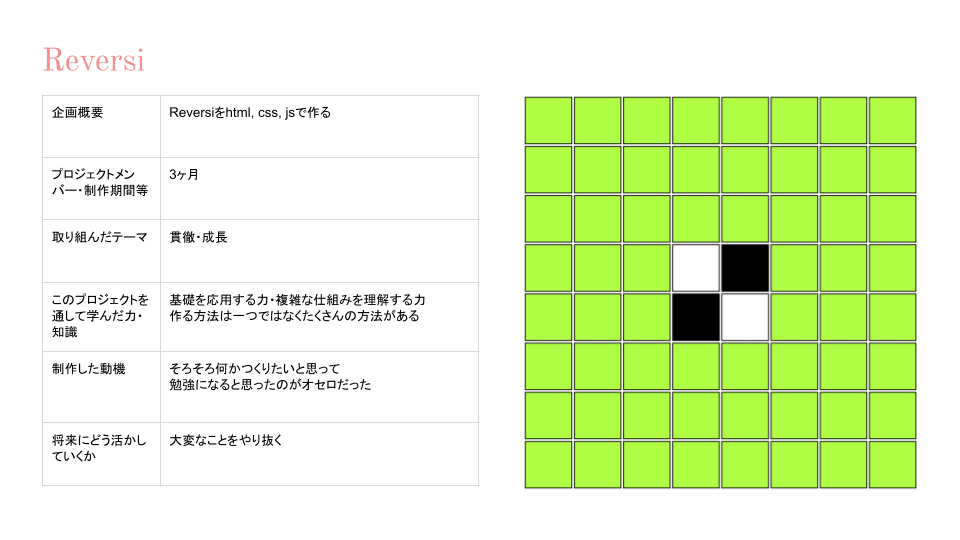 Reversi
企画概要
Reversiをhtml, css, jsで作る
プロジェクトメン
バー・制作期間等
3ヶ月
取り組んだテーマ
貫徹・成長
このプロジェクトを
通して学んだ力・
知識
基礎を応用する力・複雑な仕組みを理解する力
作る方法は一つではなくたくさんの方法がある
制作した動機
そろそろ何かつくりたいと思って
勉強になると思ったのがオセロだった
将来にどう活かし
ていくか
大変なことをやり抜く